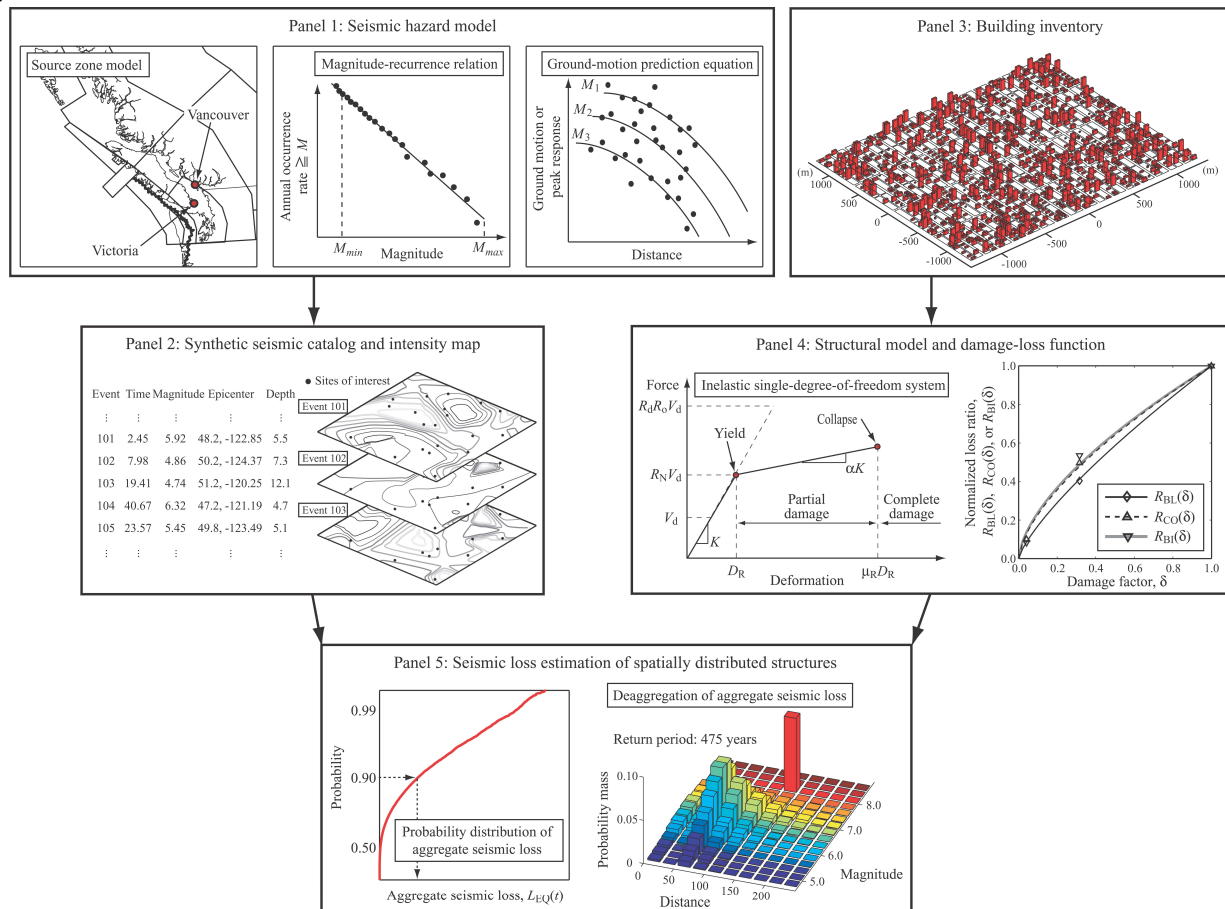 Panel 1: Seismic hazard model
Source zone model
Vancouver
Victoria
Magnitude-recurrence relation
Annual occurrence
rate ≧ M
M_min
Magnitude
M_max
Ground-motion prediction equation
Ground motion or
peak response
M_1
M_2
M_3
Distance
Panel 3: Building inventory
(m)
1000
500
0
-500
-1000
(m)
1000
500
0
-500
-1000
Panel 2: Synthetic seismic catalog and intensity map
Event Time Magnitude Epicenter Depth
⋮ ⋮ ⋮ ⋮ ⋮
101 2.45 5.92 48.2, -122.85 5.5
102 7.98 4.86 50.2, -124.37 7.3
103 19.41 4.74 51.2, -120.25 12.1
104 40.67 6.32 47.2, -121.19 4.7
105 23.57 5.45 49.8, -123.49 5.1
⋮ ⋮ ⋮ ⋮ ⋮
• Sites of interest
Event 101
Event 102
Event 103
Panel 4: Structural model and damage-loss function
Force
Inelastic single-degree-of-freedom system
R_d R_o V_d
R_N V_d
V_d
Yield
Collapse
αK
K
Partial
damage
Complete
damage
D_R
μ_R D_R
Deformation
Normalized loss ratio,
R_BL(δ), R_CO(δ), or R_BI(δ)
1.0
0.8
0.6
0.4
0.2
0.0
R_BL(δ)
R_CO(δ)
R_BI(δ)
0.0 0.2 0.4 0.6 0.8 1.0
Damage factor, δ
Panel 5: Seismic loss estimation of spatially distributed structures
Probability
0.99
0.90
0.50
Probability distribution of
aggregate seismic loss
Aggregate seismic loss, L_EQ(t)
Deaggregation of aggregate seismic loss
Return period: 475 years
Probability mass
0.10
0.05
0
0
50
100
150
200
Distance
5.0
6.0
7.0
8.0
Magnitude